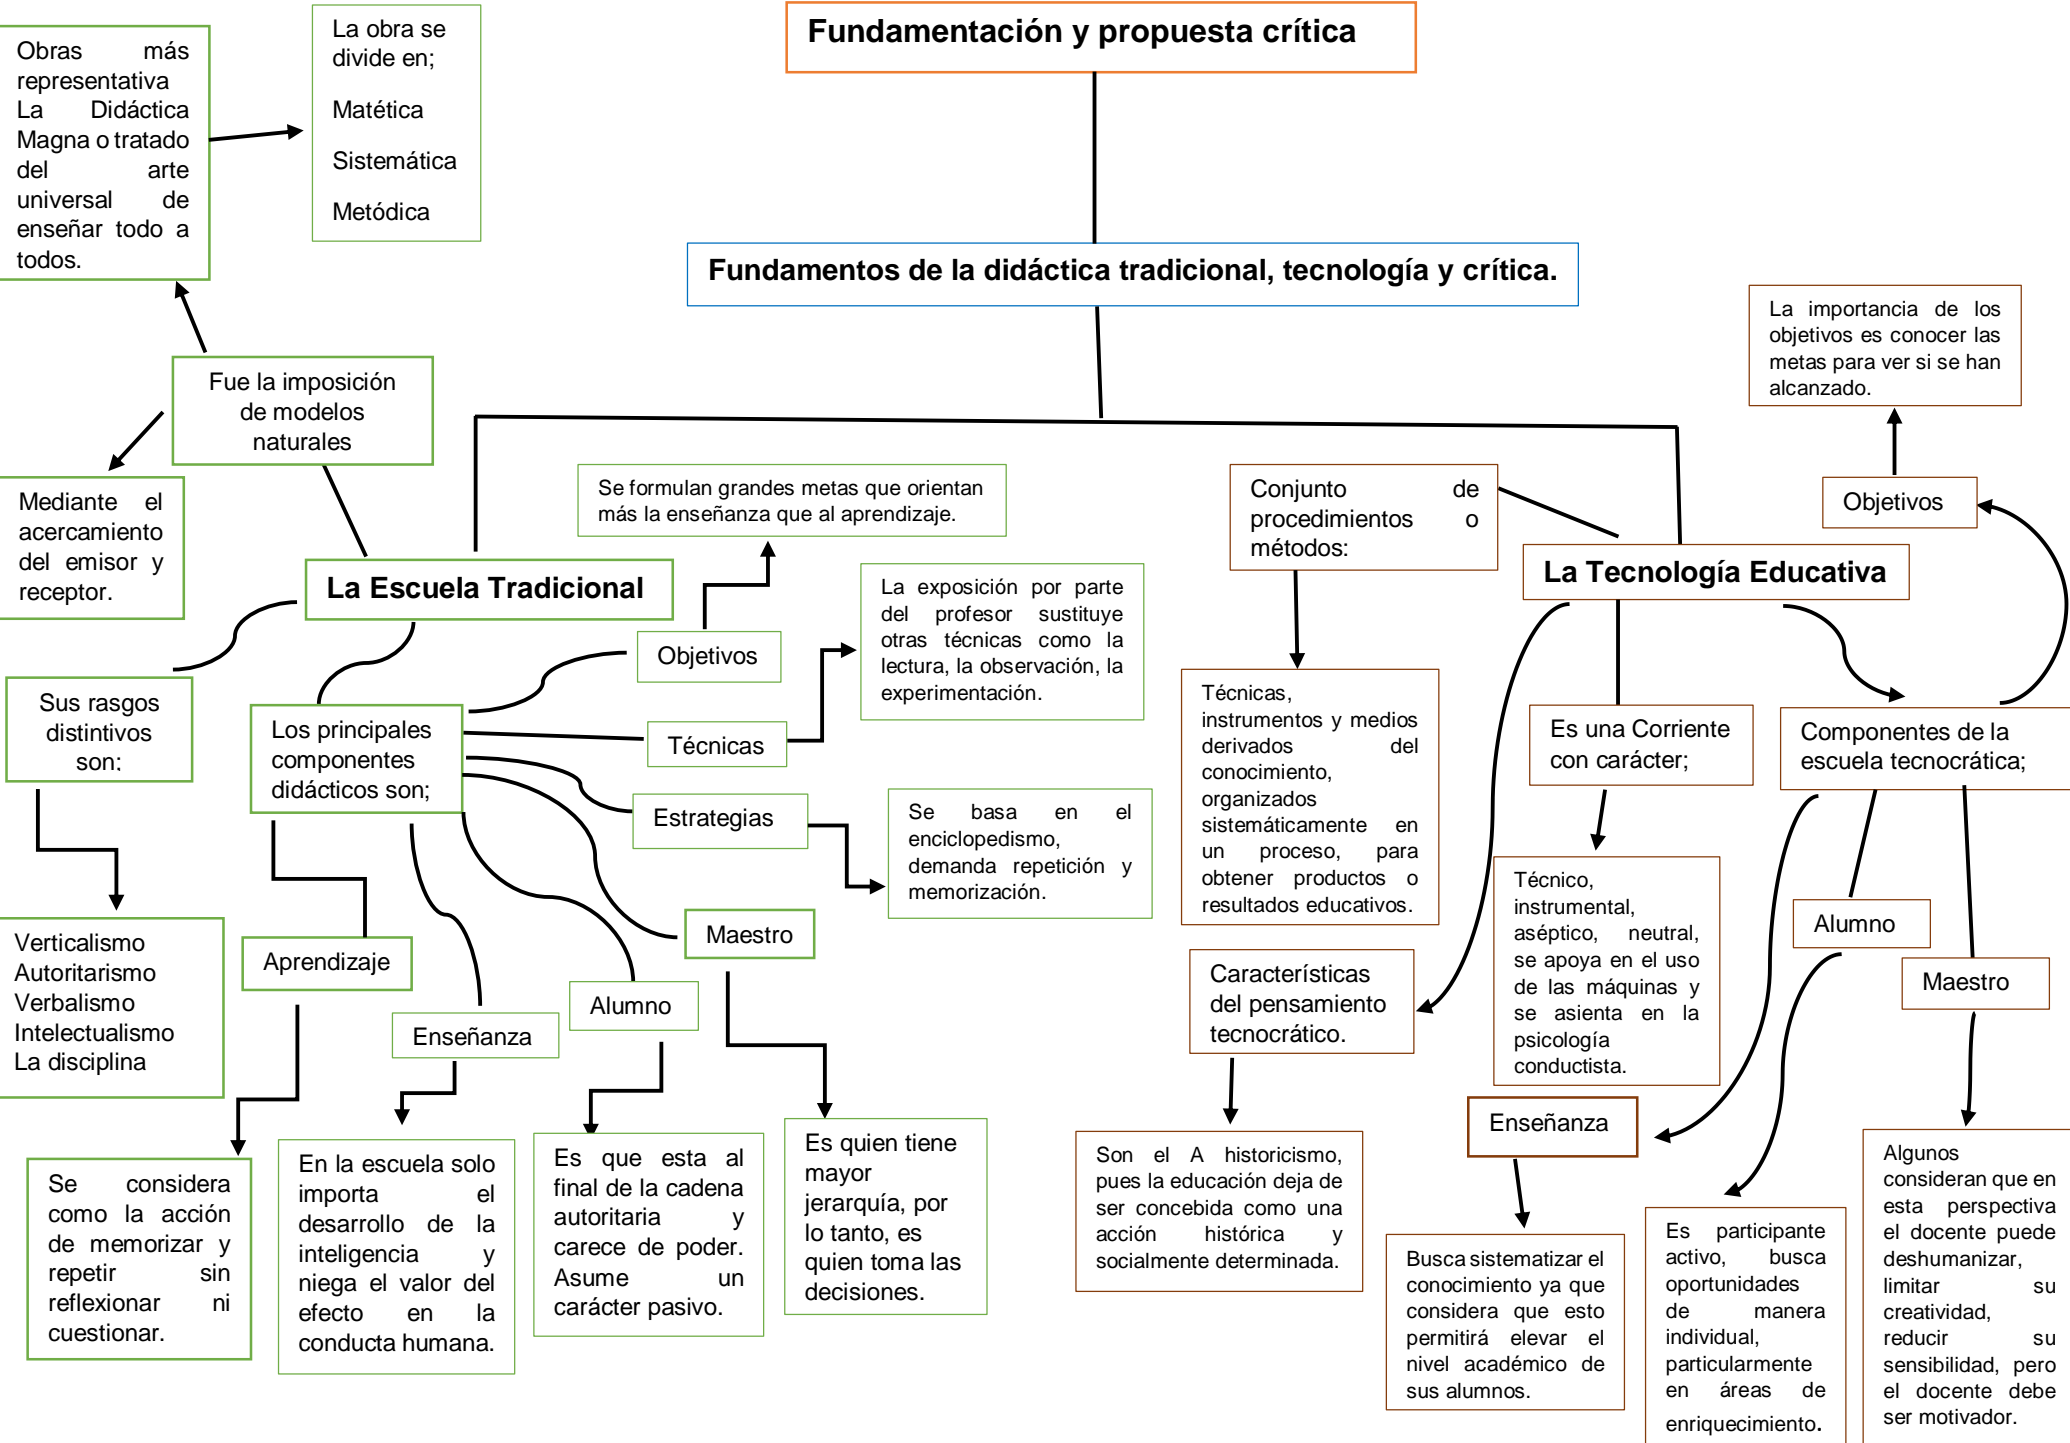 Fundamentación y propuesta crítica
Fundamentos de la didáctica tradicional, tecnología y crítica.
Obras más
representativa
La Didáctica
Magna o tratado
del arte
universal de
enseñar todo a
todos.
La obra se
divide en;
Matética
Sistemática
Metódica
Fue la imposición
de modelos
naturales
Mediante el
acercamiento
del emisor y
receptor.
La Escuela Tradicional
Sus rasgos
distintivos
son:
Verticalismo
Autoritarismo
Verbalismo
Intelectualismo
La disciplina
Los principales
componentes
didácticos son;
Objetivos
Se formulan grandes metas que orientan
más la enseñanza que al aprendizaje.
Técnicas
La exposición por parte
del profesor sustituye
otras técnicas como la
lectura, la observación, la
experimentación.
Estrategias
Se basa en el
enciclopedismo,
demanda repetición y
memorización.
Maestro
Es quien tiene
mayor
jerarquía, por
lo tanto, es
quien toma las
decisiones.
Alumno
Es que esta al
final de la cadena
autoritaria y
carece de poder.
Asume un
carácter pasivo.
Enseñanza
En la escuela solo
importa el
desarrollo de la
inteligencia y
niega el valor del
efecto en la
conducta humana.
Aprendizaje
Se considera
como la acción
de memorizar y
repetir sin
reflexionar ni
cuestionar.
La Tecnología Educativa
Conjunto de
procedimientos o
métodos:
Técnicas,
instrumentos y medios
derivados del
conocimiento,
organizados
sistemáticamente en
un proceso, para
obtener productos o
resultados educativos.
Características
del pensamiento
tecnocrático.
Son el A historicismo,
pues la educación deja de
ser concebida como una
acción histórica y
socialmente determinada.
Es una Corriente
con carácter;
Técnico,
instrumental,
aséptico, neutral,
se apoya en el uso
de las máquinas y
se asienta en la
psicología
conductista.
Componentes de la
escuela tecnocrática;
Objetivos
La importancia de los
objetivos es conocer las
metas para ver si se han
alcanzado.
Enseñanza
Busca sistematizar el
conocimiento ya que
considera que esto
permitirá elevar el
nivel académico de
sus alumnos.
Alumno
Es participante
activo, busca
oportunidades
de manera
individual,
particularmente
en áreas de
enriquecimiento.
Maestro
Algunos
consideran que en
esta perspectiva
el docente puede
deshumanizar,
limitar su
creatividad,
reducir su
sensibilidad, pero
el docente debe
ser motivador.